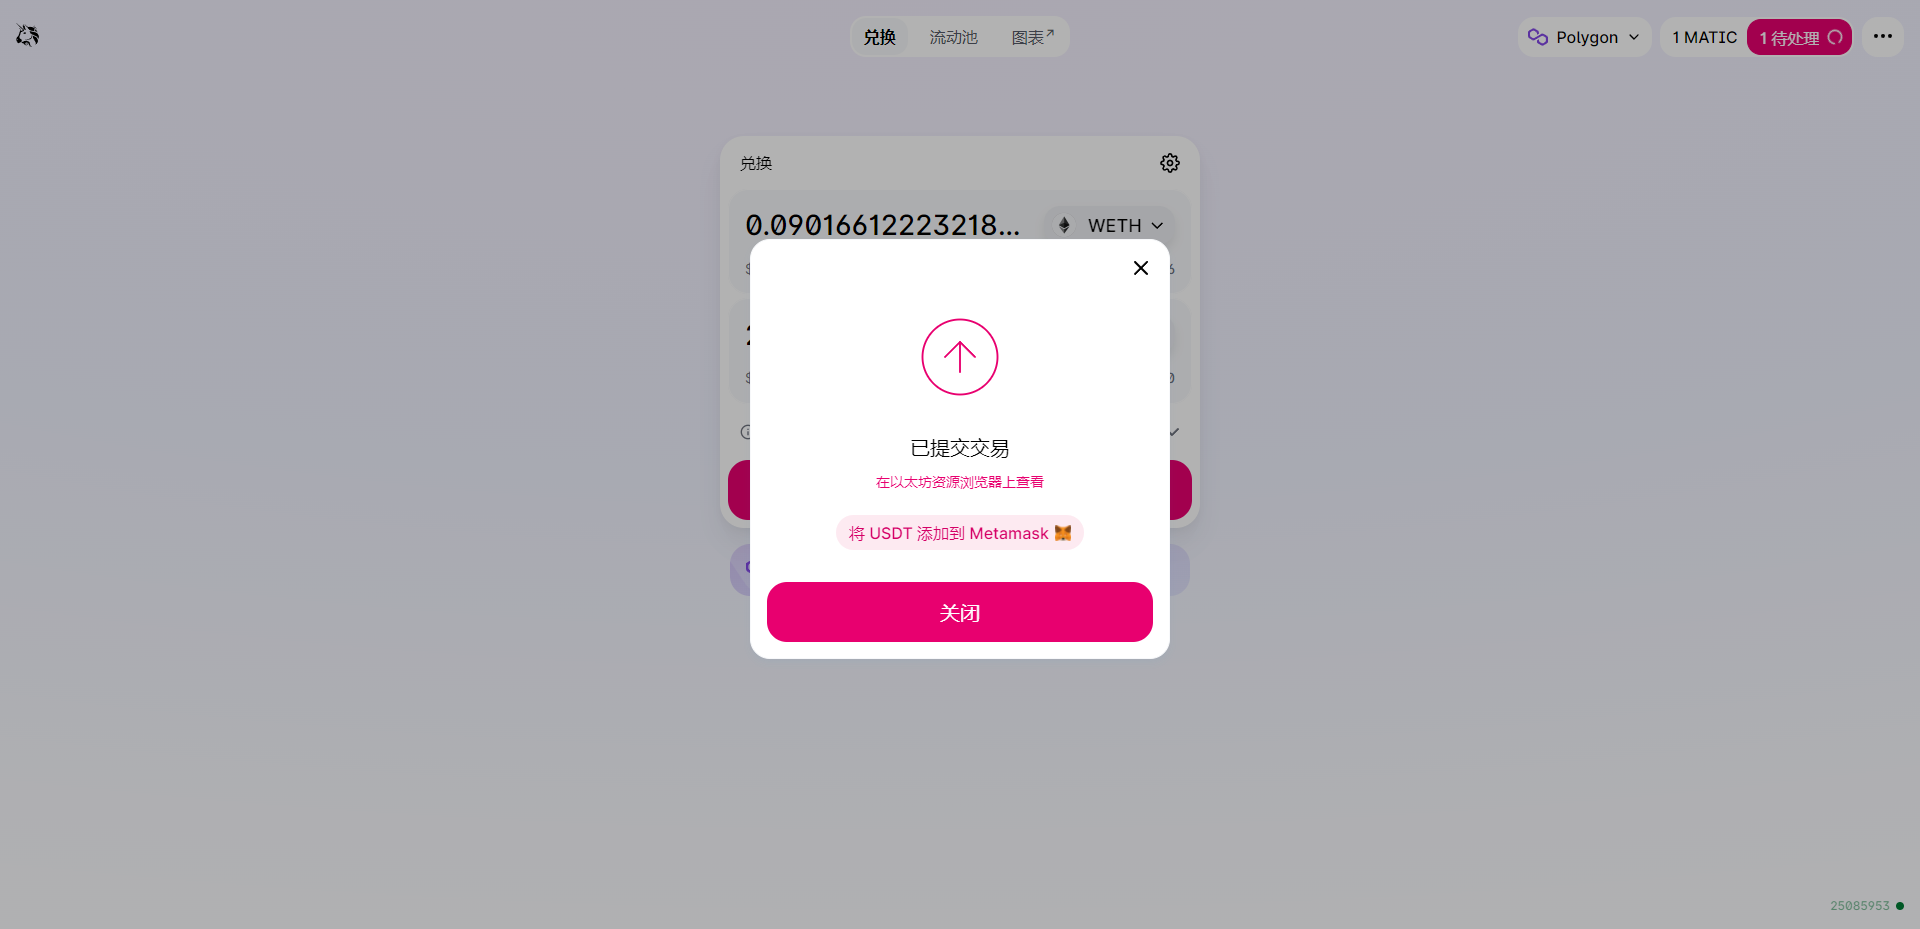 兑换 流动池 图表↗ Polygon 1 MATIC 1 待处理
兑换
0.09016612223218... WETH
已提交交易
在以太坊资源浏览器上查看
将 USDT 添加到 Metamask
关闭
25085953